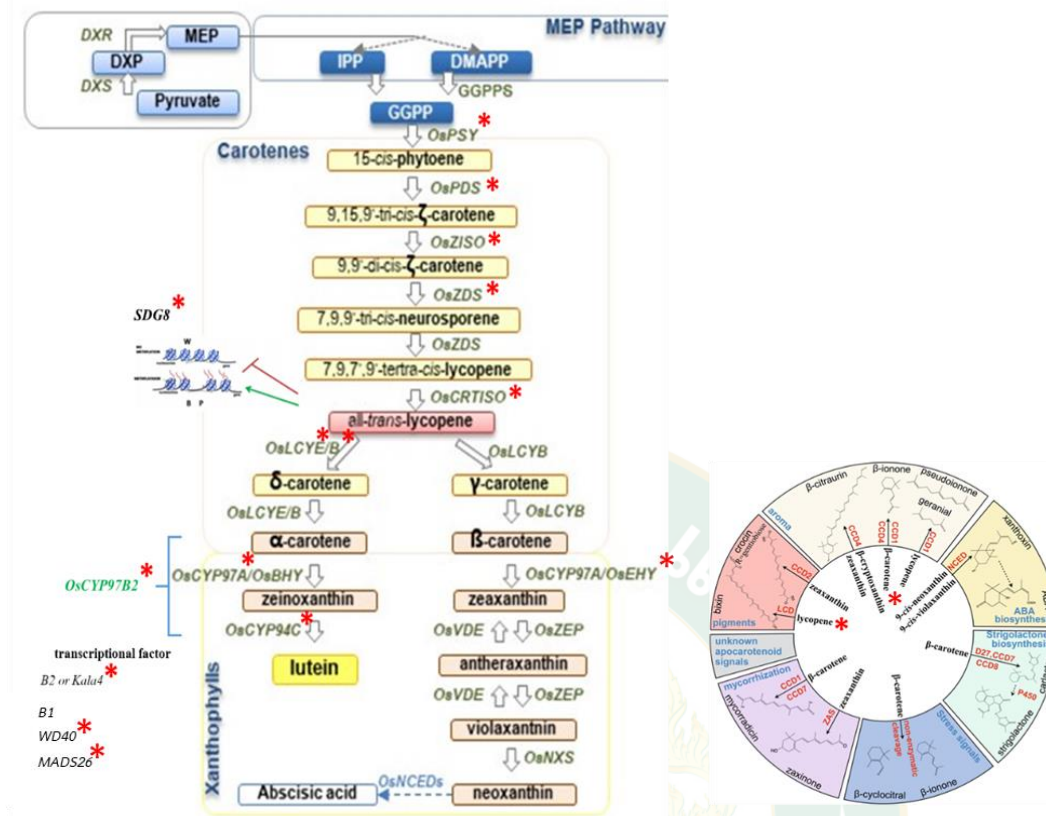 MEP Pathway
DXR
MEP
DXP
DXS
Pyruvate
IPP
DMAPP
GGPPS
GGPP
OsPSY *
Carotenes
15-cis-phytoene
OsPDS *
9,15,9'-tri-cis-ζ-carotene
OsZISO *
9,9'-di-cis-ζ-carotene
OsZDS *
7,9,9'-tri-cis-neurosporene
OsZDS
7,9,7',9'-tertra-cis-lycopene
OsCRTISO *
all-trans-lycopene
SDG8 *
W
B P
OsLCYE/B * *
OsLCYB
δ-carotene
γ-carotene
OsLCYE/B
OsLCYB
α-carotene
ß-carotene
OsCYP97B2 *
OsCYP97A/OsBHY *
OsCYP97A/OsEHY *
zeinoxanthin
zeaxanthin
OsCYP94C *
OsVDE
OsZEP
lutein
antheraxanthin
OsVDE
OsZEP
violaxantnin
OsNXS
Xanthophylls
Abscisic acid
OsNCEDs
neoxanthin
transcriptional factor
B2 or Kala4 *
B1
WD40 *
MADS26 *
aroma
β-citraurin
β-ionone
pseudoionone
geranial
CCD4
CCD1
CCD4
CCD1
zeaxanthin
β-cryptoxanthin
β-carotene
lycopene
*
xanthoxin
NCED
9-cis-neoxanthin
9-cis-violaxanthin
ABA
biosynthesis
Strigolactone
biosynthesis
β-carotene
D27,CCD7
CCD8
P450
strigolactone
Stress signals
β-carotene
non-enzymatic
cleavage
β-cyclocitral
β-ionone
zeaxanthin
ZAS
zaxinone
mycorrhization
β-carotene
CCD1
CCD7
mycorradicin
unknown
apocarotenoid
signals
pigments
bixin
crocin
CCD2
zeaxanthin
LCD
lycopene *